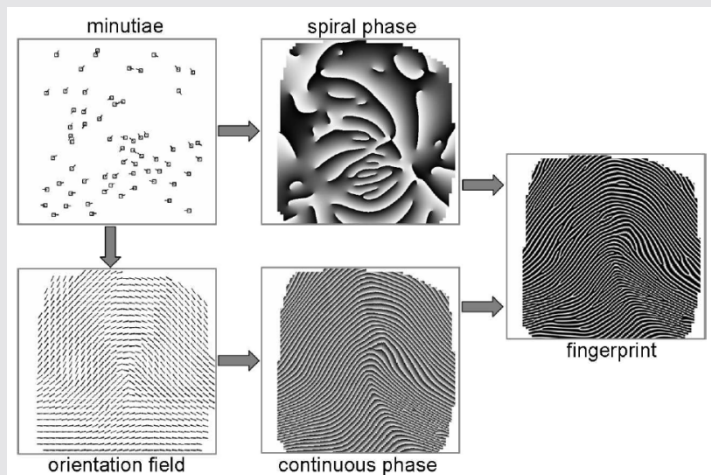 minutiae
spiral phase
fingerprint
orientation field
continuous phase